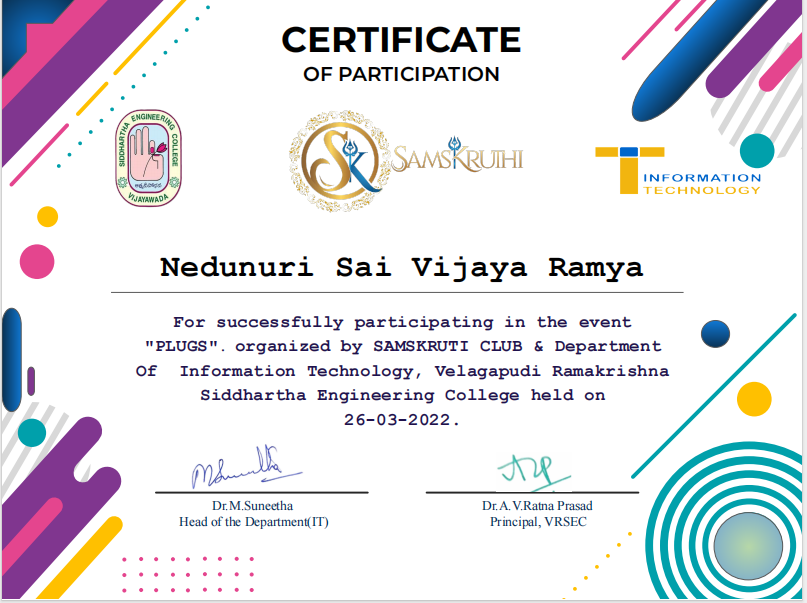 CERTIFICATE
OF PARTICIPATION
SIDDHARTHA ENGINEERING COLLEGE
VIJAYAWADA
SK
SAMSKRUTHI
INFORMATION
TECHNOLOGY
Nedunuri Sai Vijaya Ramya
For successfully participating in the event
"PLUGS". organized by SAMSKRUTI CLUB & Department
Of Information Technology, Velagapudi Ramakrishna
Siddhartha Engineering College held on
26-03-2022.
Dr.M.Suneetha
Head of the Department(IT)
Dr.A.V.Ratna Prasad
Principal, VRSEC